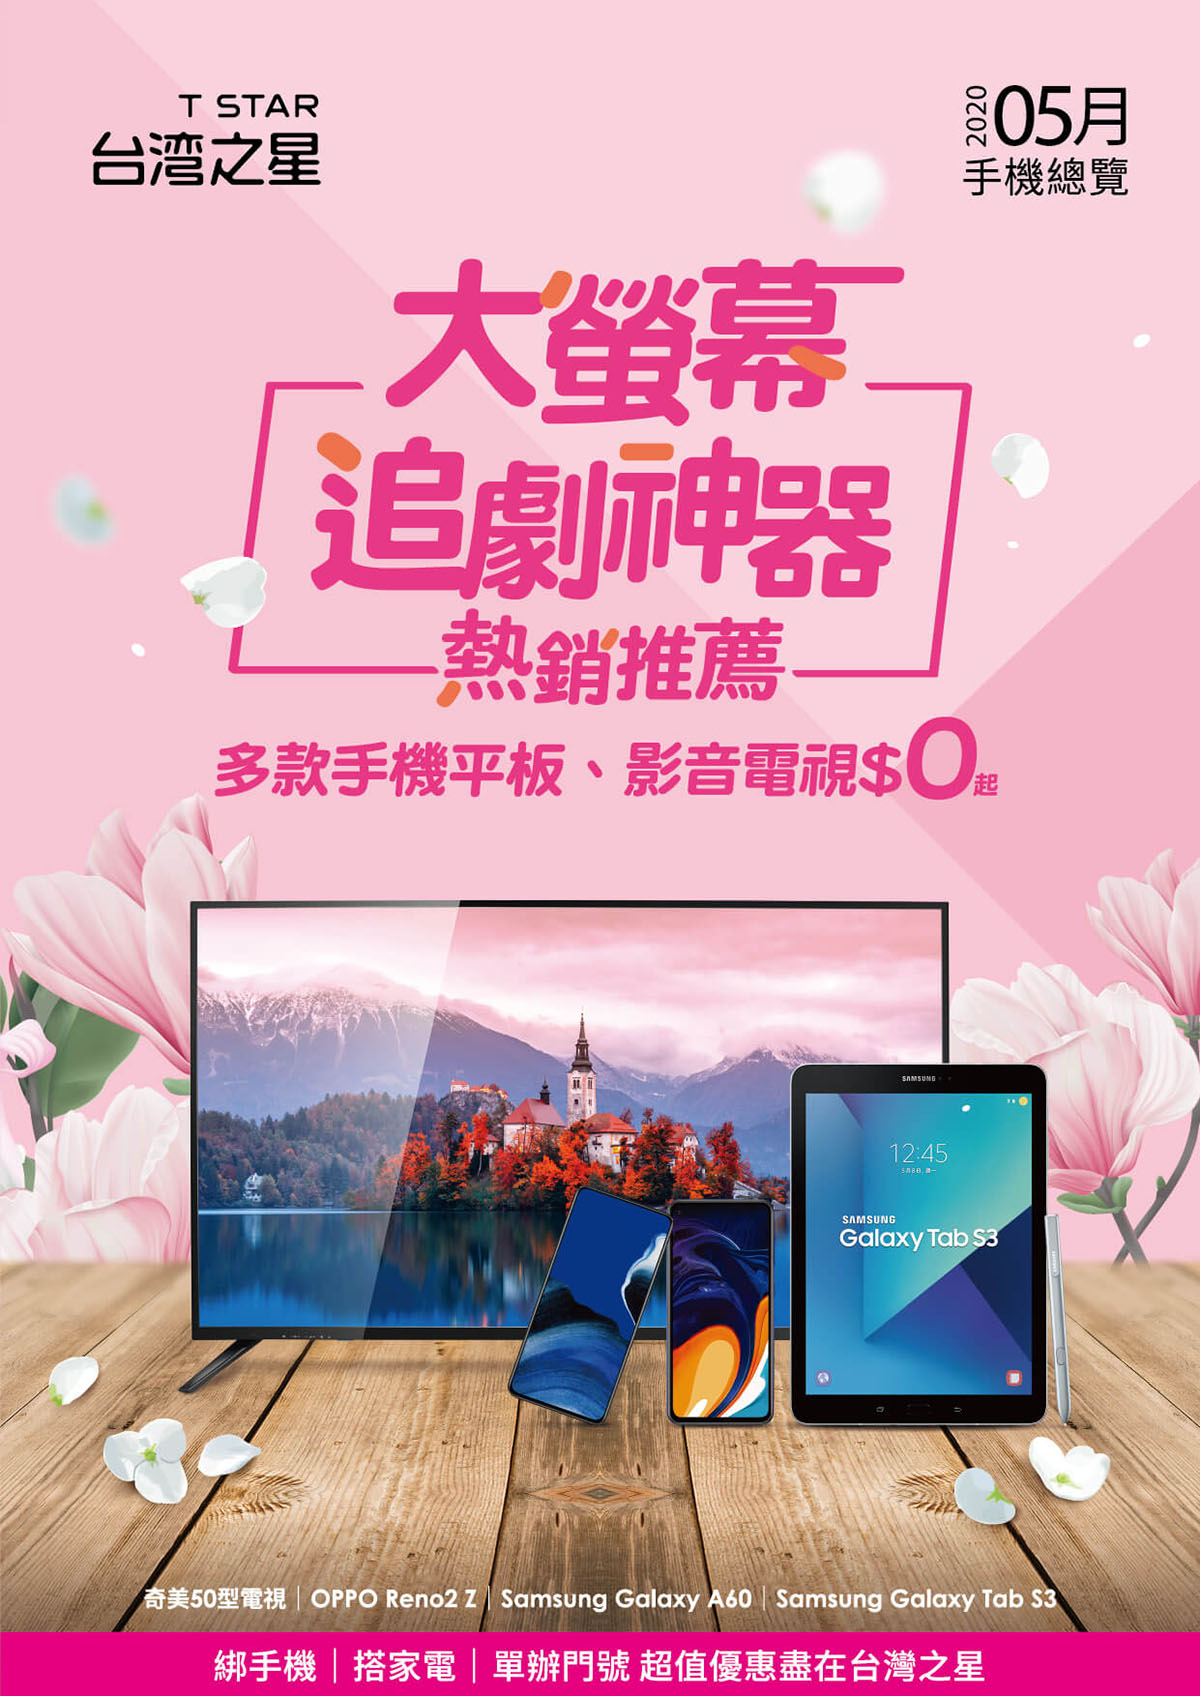 T STAR
台湾之星
2020 05月
手機總覽
大螢幕
追劇神器
熱銷推薦
多款手機平板、影音電視$0起
SAMSUNG
12:45
SAMSUNG
Galaxy Tab S3
奇美50型電視｜OPPO Reno2 Z｜Samsung Galaxy A60｜Samsung Galaxy Tab S3
綁手機｜搭家電｜單辦門號 超值優惠盡在台灣之星